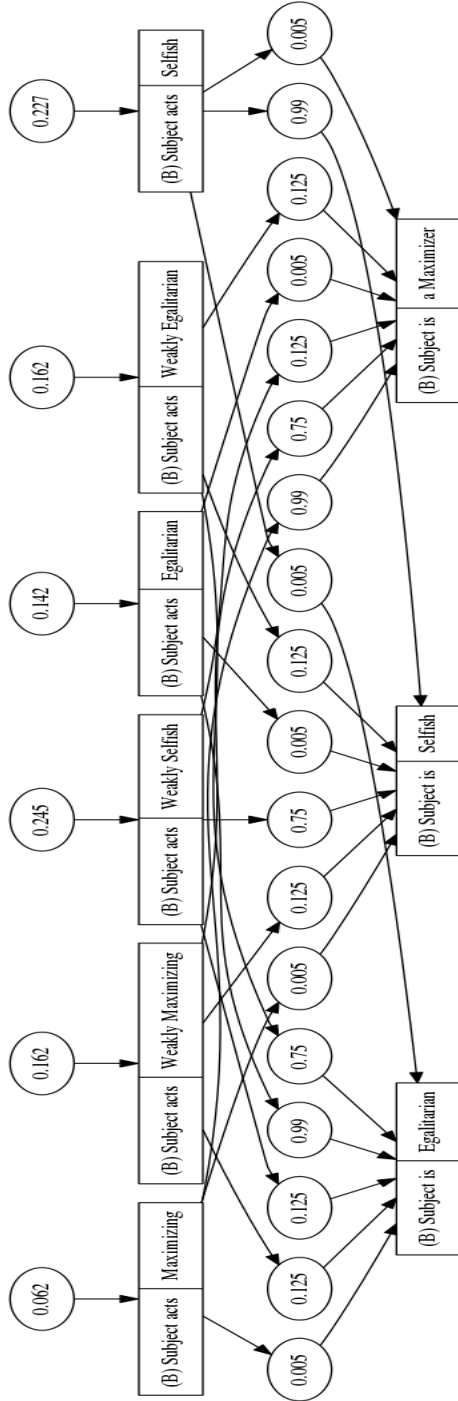 0.062
0.162
0.245
0.142
0.162
0.227
(B) Subject acts Maximizing
(B) Subject acts Weakly Maximizing
(B) Subject acts Weakly Selfish
(B) Subject acts Egalitarian
(B) Subject acts Weakly Egalitarian
(B) Subject acts Selfish
0.005
0.125
0.125
0.99
0.75
0.005
0.125
0.75
0.005
0.125
0.005
0.99
0.75
0.125
0.005
0.125
0.99
0.005
(B) Subject is Egalitarian
(B) Subject is Selfish
(B) Subject is a Maximizer